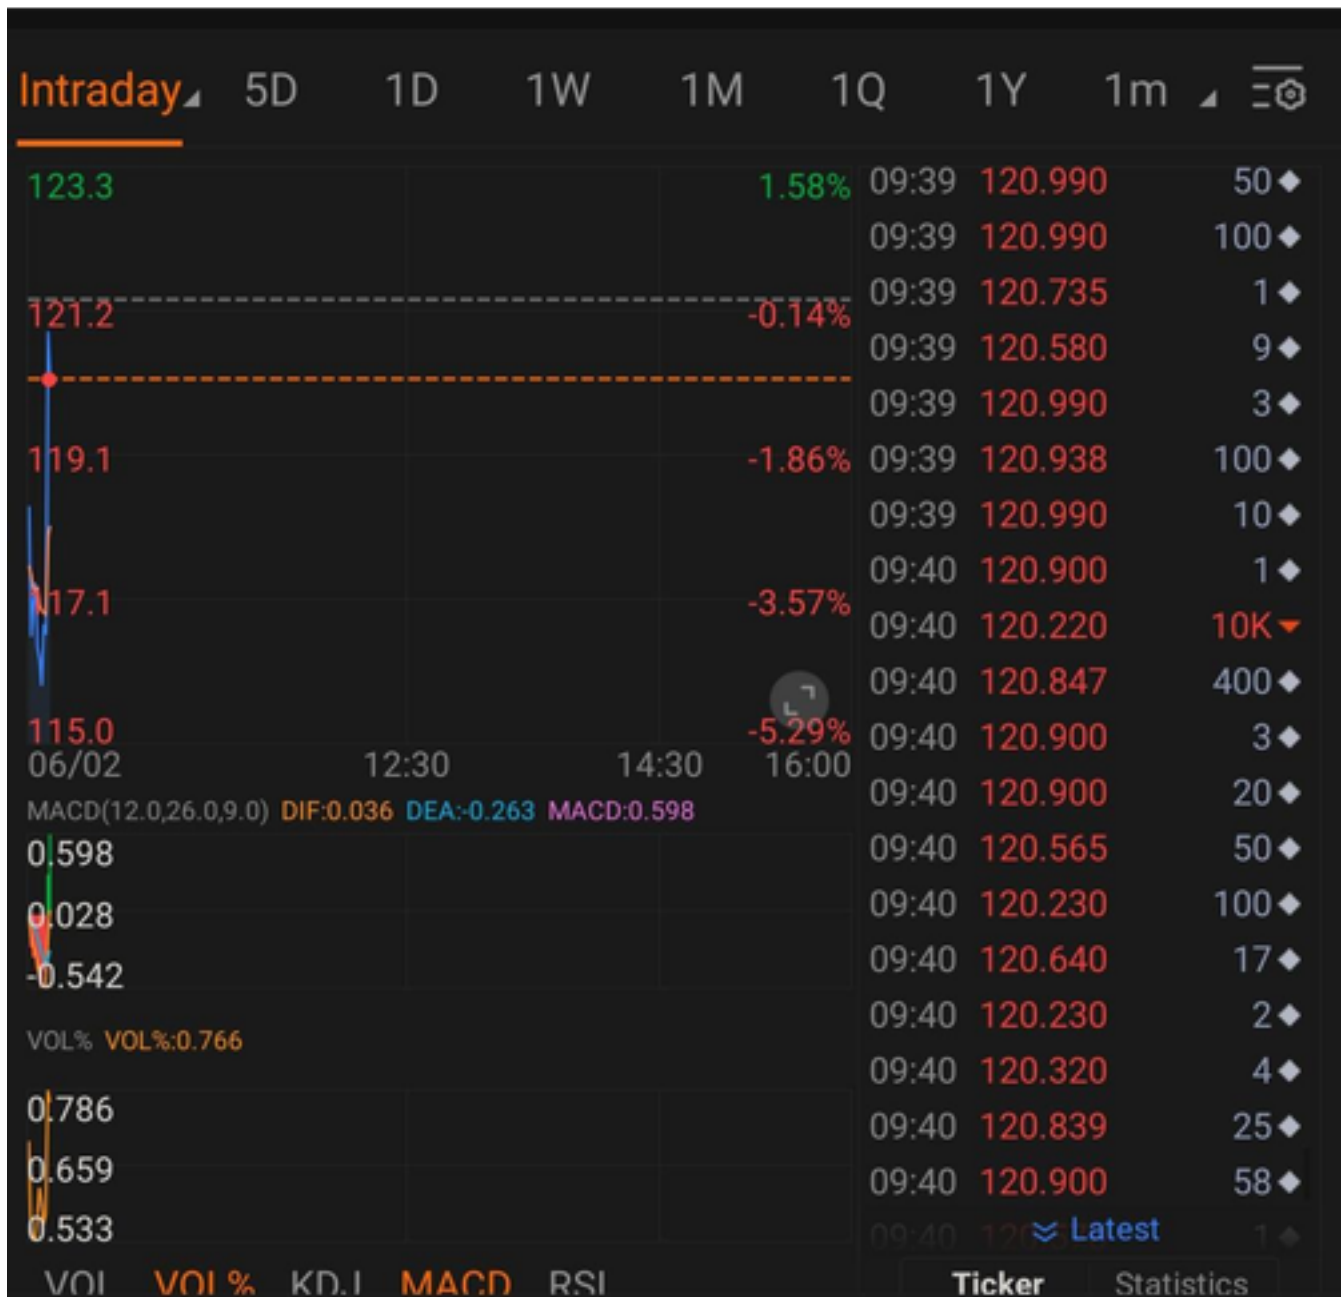 Intraday 5D 1D 1W 1M 1Q 1Y 1m
123.3 1.58%
121.2 -0.14%
119.1 -1.86%
117.1 -3.57%
115.0 -5.29%
06/02 12:30 14:30 16:00
MACD(12.0,26.0,9.0) DIF:0.036 DEA:-0.263 MACD:0.598
0.598
0.028
-0.542
VOL% VOL%:0.766
0.786
0.659
0.533
VOL VOL% KDJ MACD RSI
09:39 120.990 50
09:39 120.990 100
09:39 120.735 1
09:39 120.580 9
09:39 120.990 3
09:39 120.938 100
09:39 120.990 10
09:40 120.900 1
09:40 120.220 10K
09:40 120.847 400
09:40 120.900 3
09:40 120.900 20
09:40 120.565 50
09:40 120.230 100
09:40 120.640 17
09:40 120.230 2
09:40 120.320 4
09:40 120.839 25
09:40 120.900 58
09:40 1
Latest
Ticker Statistics